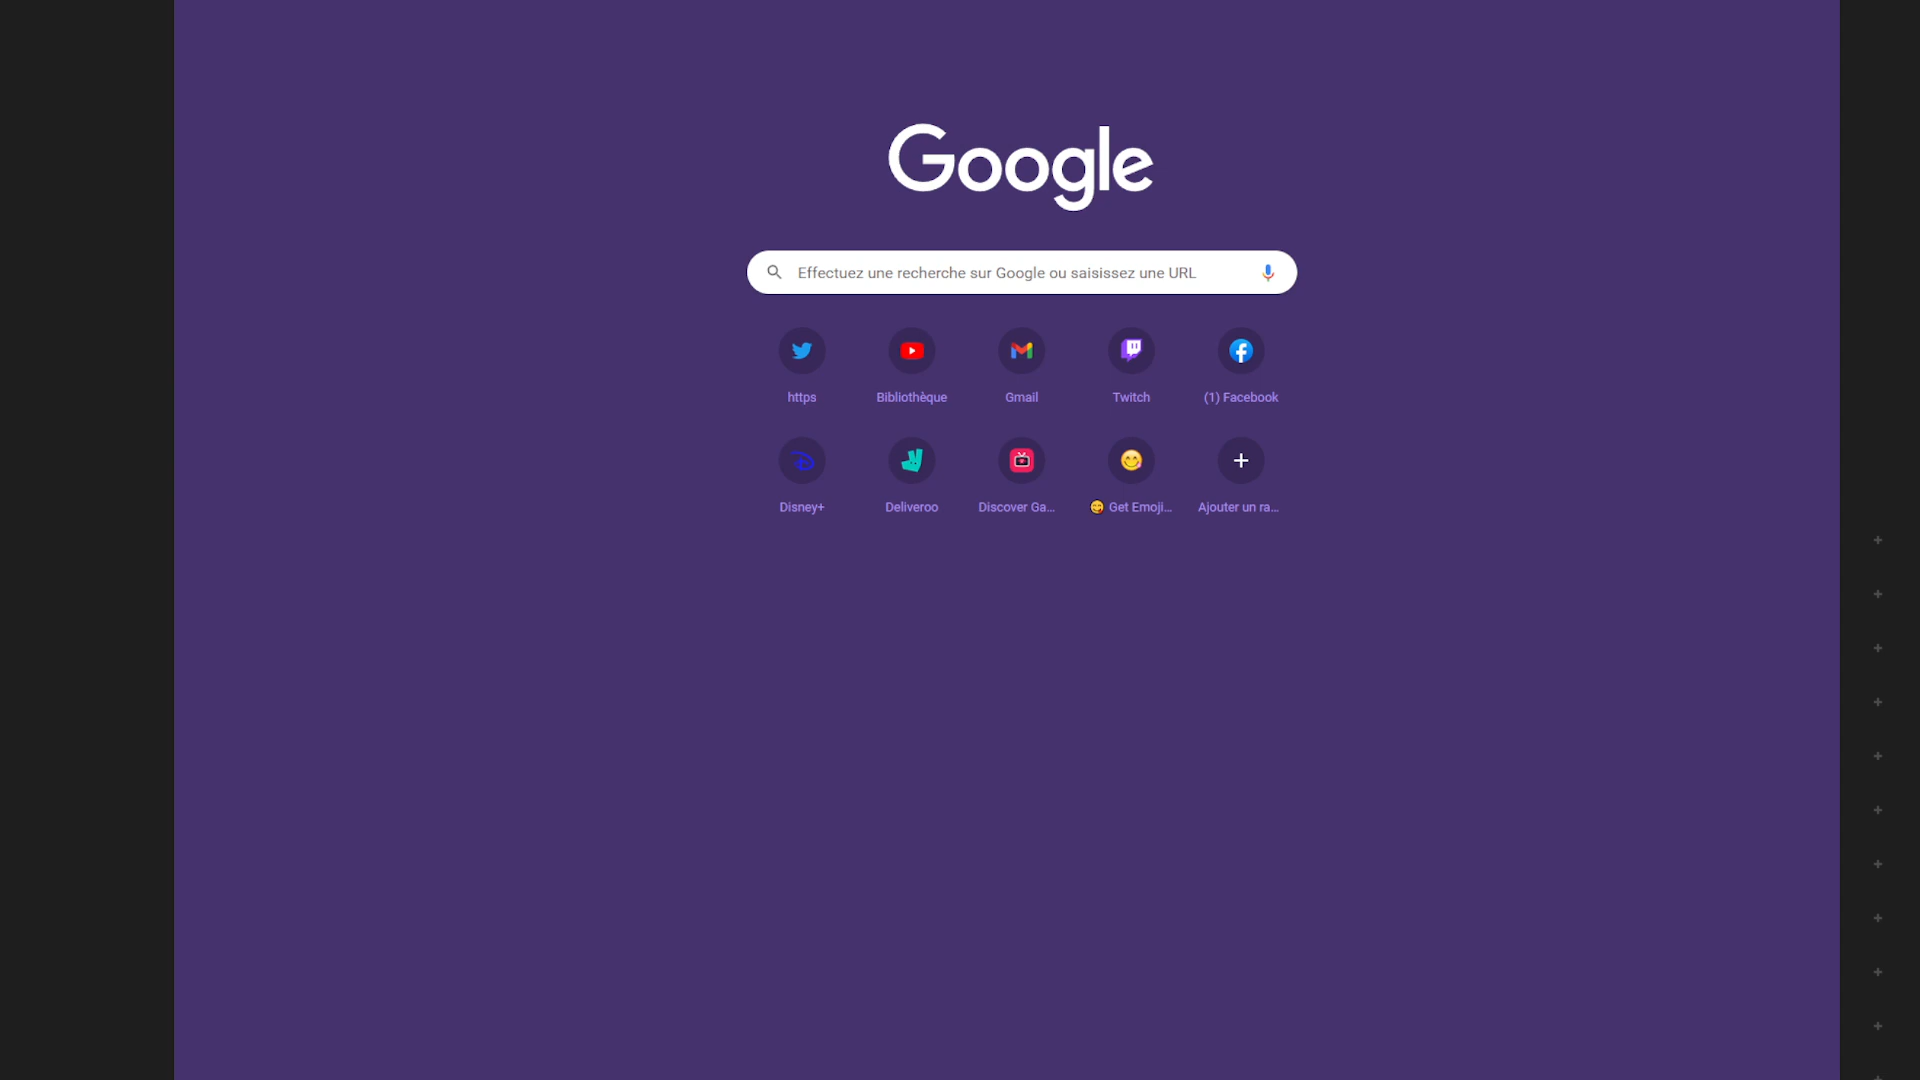 Google
Effectuez une recherche sur Google ou saisissez une URL
https
Bibliothèque
Gmail
Twitch
(1) Facebook
Disney+
Deliveroo
Discover Ga...
😋 Get Emoji...
Ajouter un ra...